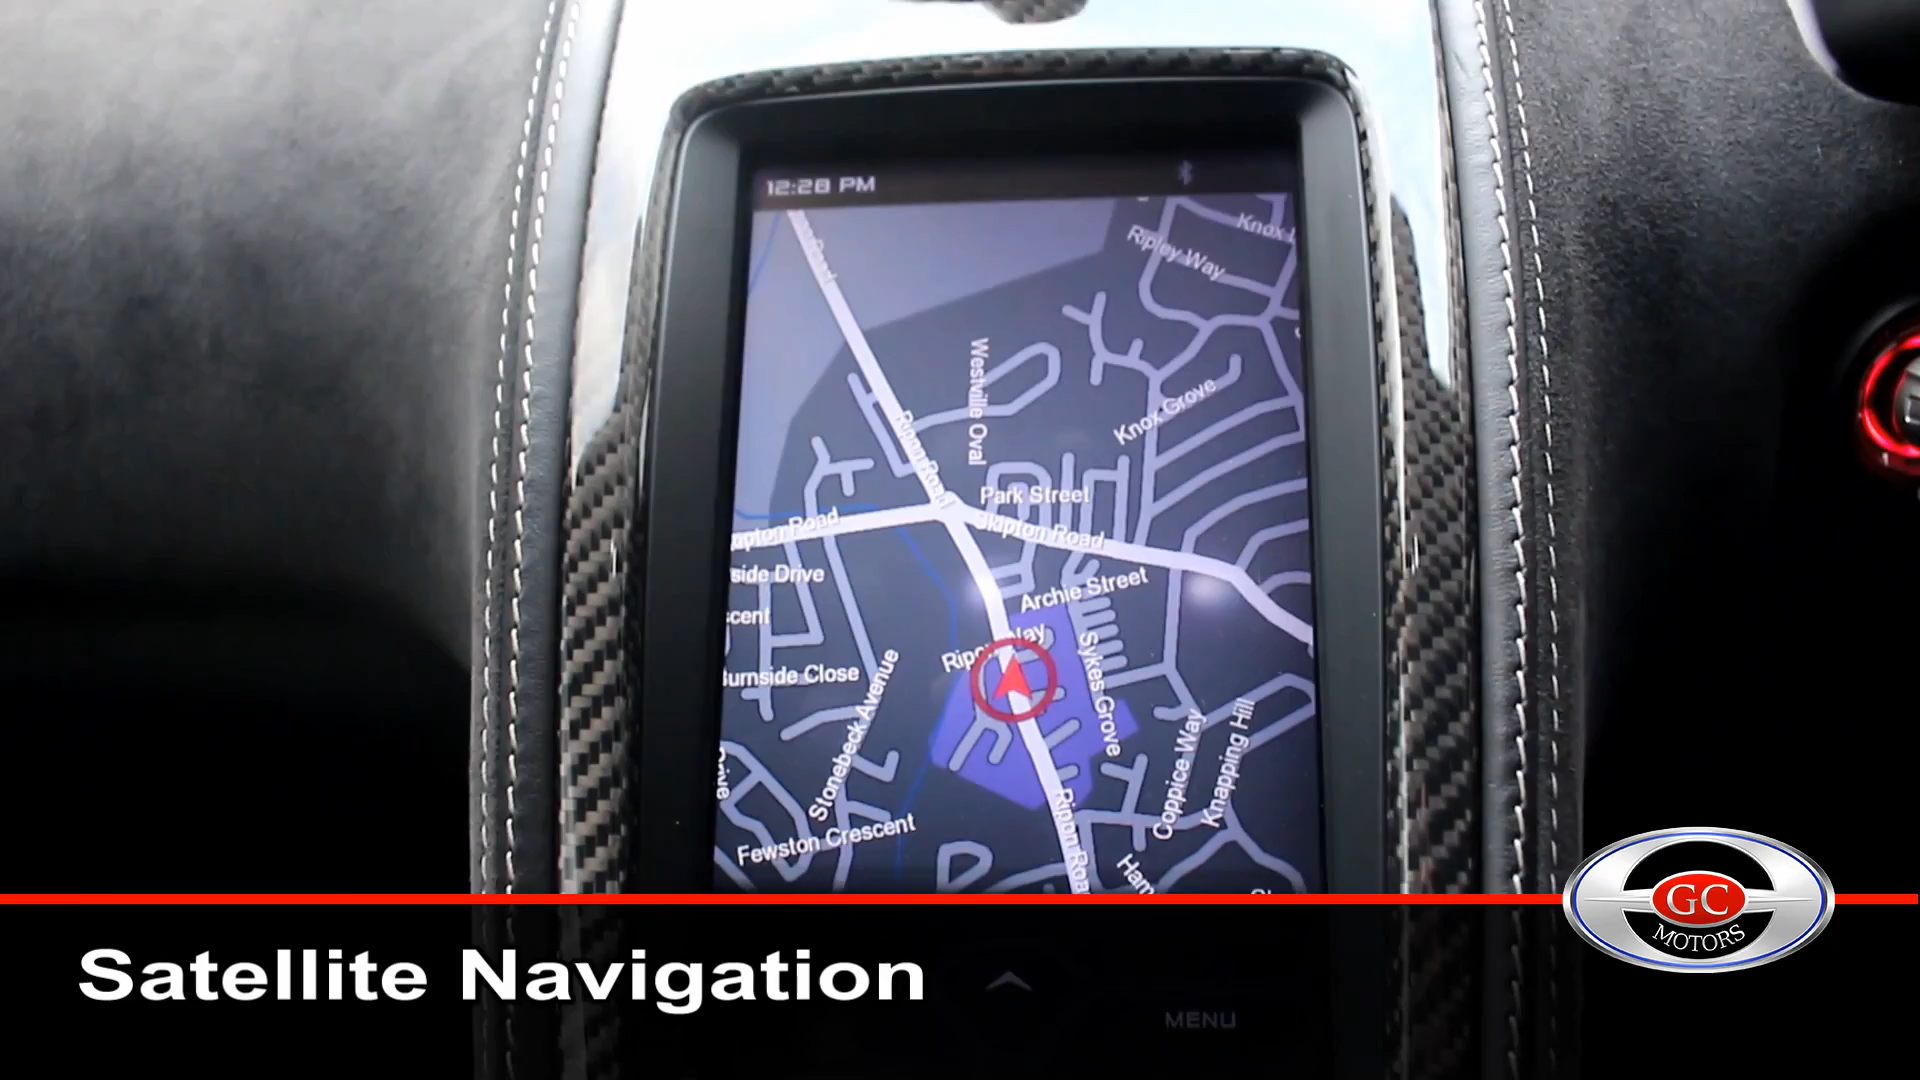 12:28 PM
Knox
Ripley Way
Westville Oval
Knox Grove
Ripon Road
Park Street
Skipton Road
Road
side Drive
Archie Street
Sykes Grove
Burnside Close
Stonebeck Avenue
Coppice Way
Knapping Hill
Fewston Crescent
Ripon Roa
Ham
GC
MOTORS
Satellite Navigation
MENU